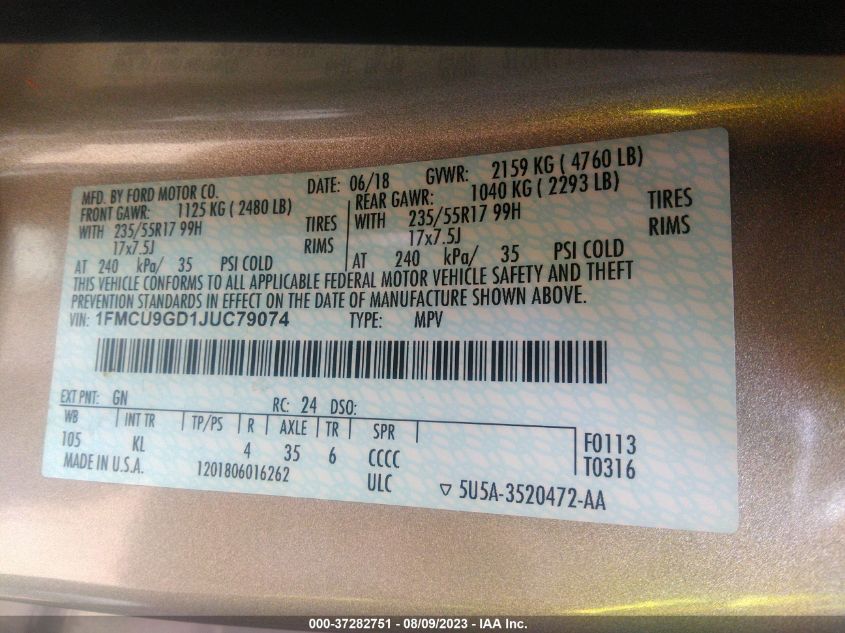 MFD. BY FORD MOTOR CO. DATE: 06/18 GVWR: 2159 KG ( 4760 LB)
FRONT GAWR: 1125 KG ( 2480 LB) REAR GAWR: 1040 KG ( 2293 LB)
WITH 235/55R17 99H TIRES WITH 235/55R17 99H TIRES
17x7.5J RIMS 17x7.5J RIMS
AT 240 kPa/ 35 PSI COLD AT 240 kPa/ 35 PSI COLD
THIS VEHICLE CONFORMS TO ALL APPLICABLE FEDERAL MOTOR VEHICLE SAFETY AND THEFT
PREVENTION STANDARDS IN EFFECT ON THE DATE OF MANUFACTURE SHOWN ABOVE.
VIN: 1FMCU9GD1JUC79074 TYPE: MPV
EXT PNT: GN RC: 24 DSO:
WB INT TR TP/PS R AXLE TR SPR
105 KL 4 35 6 CCCC F0113
MADE IN U.S.A. 1201806016262 ULC T0316
▽ 5U5A-3520472-AA
000-37282751 - 08/09/2023 - IAA Inc.